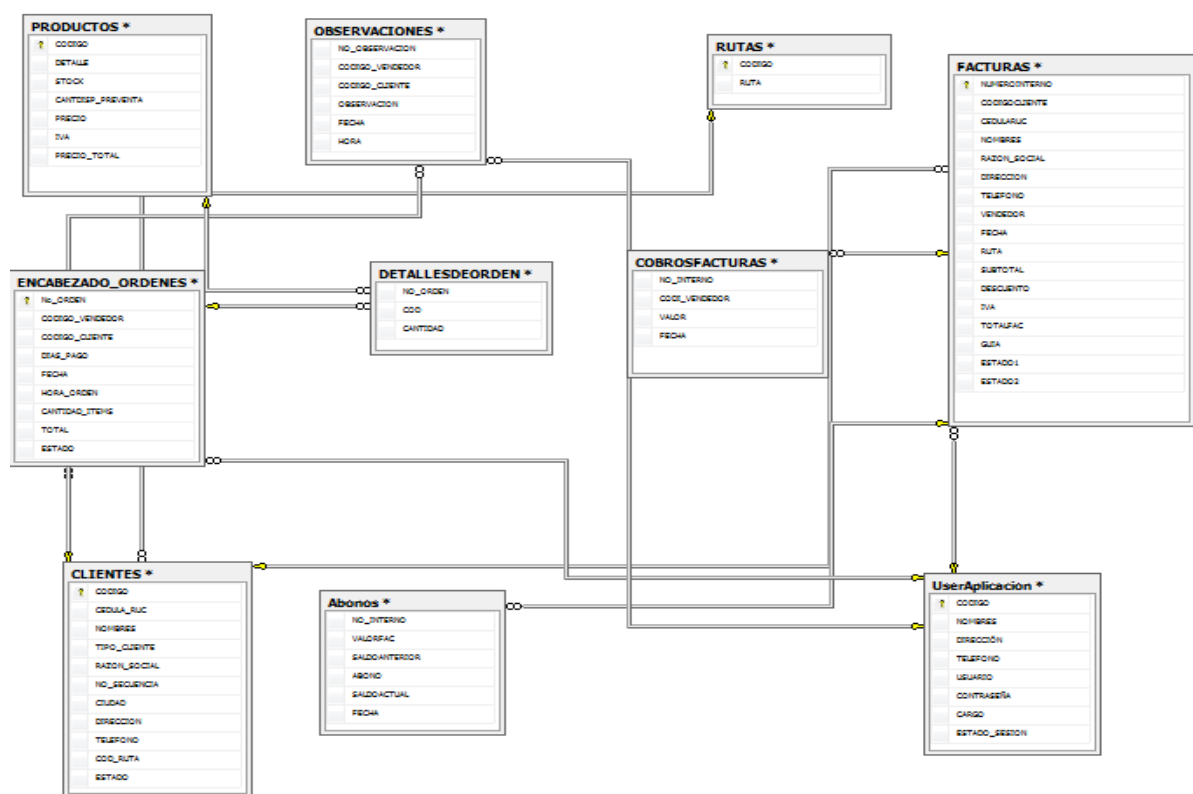 PRODUCTOS *
CODIGO
DETALLE
STOCK
CANTDISP_PREVENTA
PRECIO
IVA
PRECIO_TOTAL
OBSERVACIONES *
NO_OBSERVACION
CODIGO_VENDEDOR
CODIGO_CLIENTE
OBSERVACION
FECHA
HORA
RUTAS *
CODIGO
RUTA
FACTURAS *
NUMEROINTERNO
CODIGOCLIENTE
CEDULARUC
NOMBRES
RAZON_SOCIAL
DIRECCION
TELEFONO
VENDEDOR
FECHA
RUTA
SUBTOTAL
DESCUENTO
IVA
TOTALFAC
GUIA
ESTADO1
ESTADO2
ENCABEZADO_ORDENES *
No_ORDEN
CODIGO_VENDEDOR
CODIGO_CLIENTE
DIAS_PAGO
FECHA
HORA_ORDEN
CANTIDAD_ITEMS
TOTAL
ESTADO
DETALLESDEORDEN *
NO_ORDEN
COD
CANTIDAD
COBROSFACTURAS *
NO_INTERNO
CODI_VENDEDOR
VALOR
FECHA
CLIENTES *
CODIGO
CEDULA_RUC
NOMBRES
TIPO_CLIENTE
RAZON_SOCIAL
NO_SECUENCIA
CIUDAD
DIRECCION
TELEFONO
COD_RUTA
ESTADO
Abonos *
NO_INTERNO
VALORFAC
SALDOANTERIOR
ABONO
SALDOACTUAL
FECHA
UserAplicacion *
CODIGO
NOMBRES
DIRECCIÓN
TELEFONO
USUARIO
CONTRASEÑA
CARGO
ESTADO_SESION